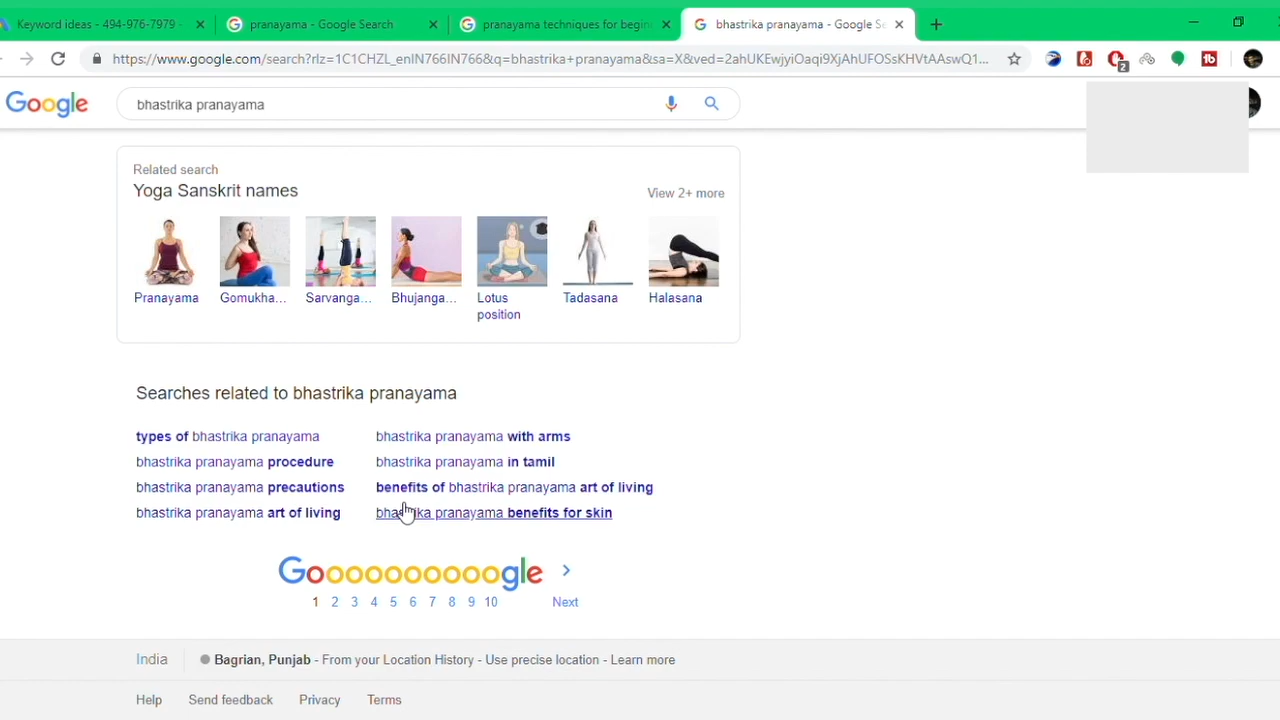 Keyword ideas - 494-976-7979 -
pranayama - Google Search
pranayama techniques for begin
bhastrika pranayama - Google Se
https://www.google.com/search?rlz=1C1CHZL_enIN766IN766&q=bhastrika+pranayama&sa=X&ved=2ahUKEwjyiOaqi9XjAhUFOSsKHVtAAswQ1...
2
Google
bhastrika pranayama
Related search
Yoga Sanskrit names
View 2+ more
Pranayama
Gomukha...
Sarvanga...
Bhujanga...
Lotus position
Tadasana
Halasana
Searches related to bhastrika pranayama
types of bhastrika pranayama
bhastrika pranayama with arms
bhastrika pranayama procedure
bhastrika pranayama in tamil
bhastrika pranayama precautions
benefits of bhastrika pranayama art of living
bhastrika pranayama art of living
pranayama benefits for skin
Goooooooooogle
1 2 3 4 5 6 7 8 9 10 Next
India
Bagrian, Punjab - From your Location History - Use precise location - Learn more
Help Send feedback Privacy Terms